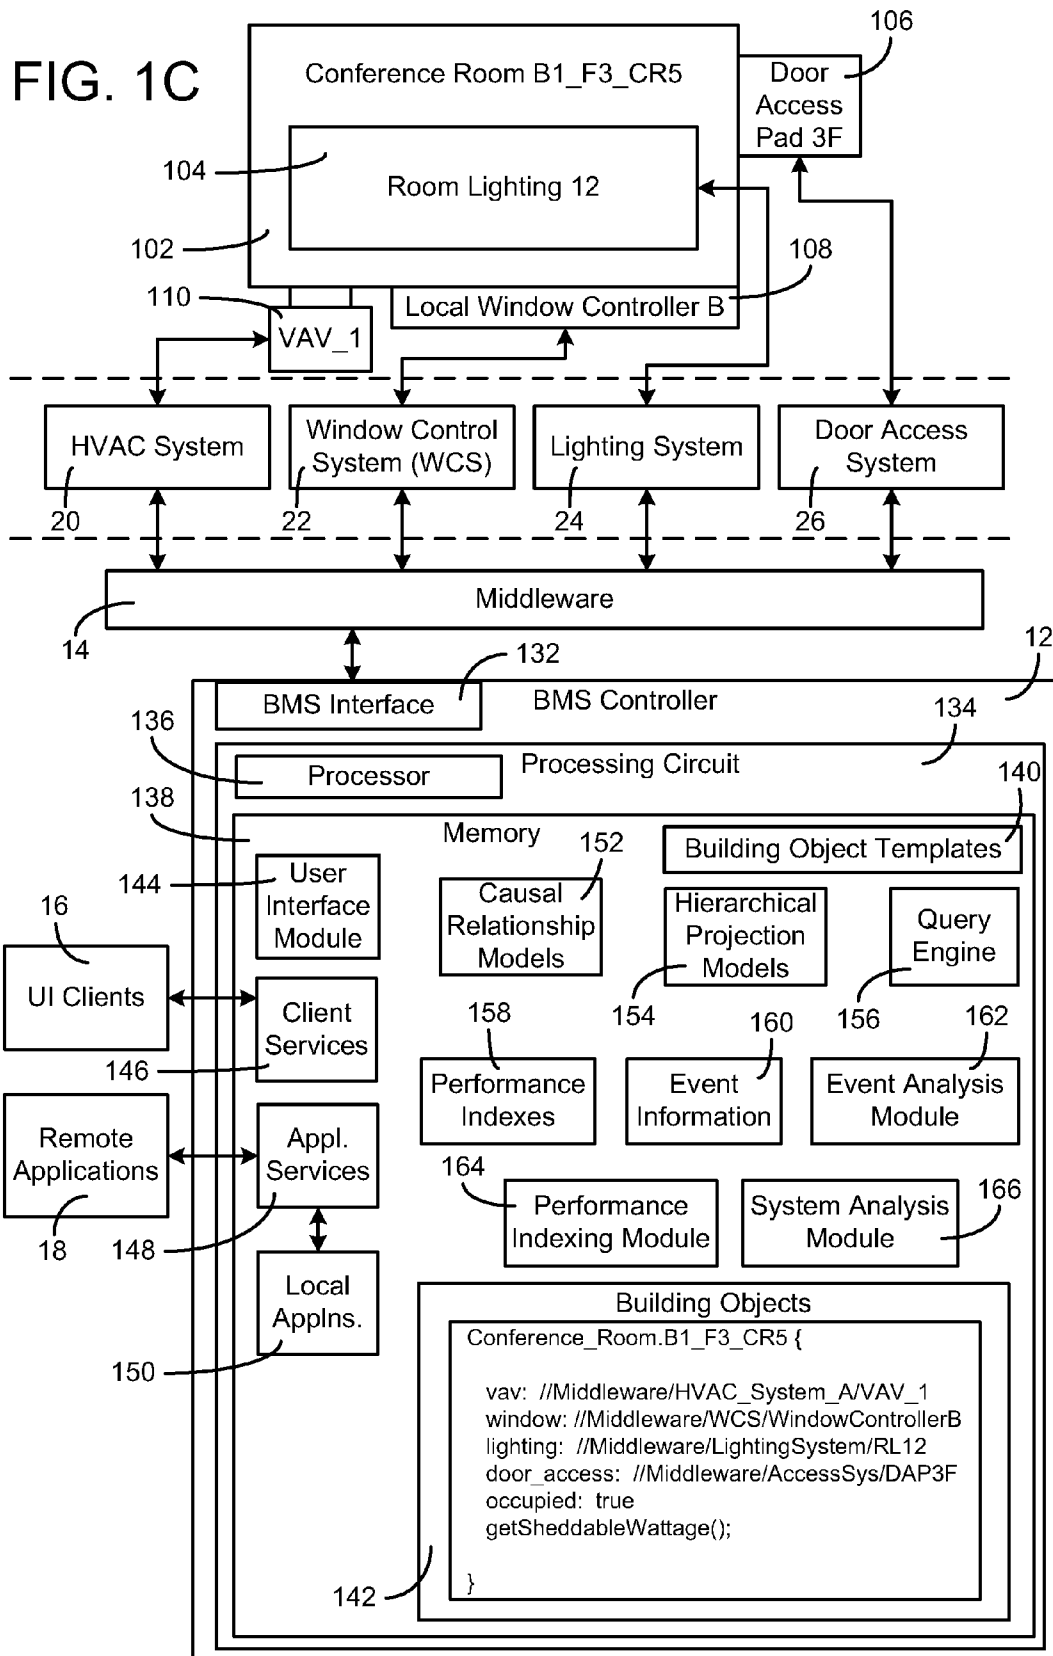 FIG. 1C
106
Conference Room B1_F3_CR5
Door
Access
Pad 3F
104
Room Lighting 12
102
108
110
Local Window Controller B
VAV_1
HVAC System
Window Control
System (WCS)
Lighting System
Door Access
System
20
22
24
26
Middleware
14
132
12
BMS Interface
BMS Controller
136
134
Processor
Processing Circuit
138
140
Memory
Building Object Templates
152
144
User
Interface
Module
Causal
Relationship
Models
Hierarchical
Projection
Models
Query
Engine
16
UI Clients
Client
Services
154
156
146
158
160
162
Performance
Indexes
Event
Information
Event Analysis
Module
Remote
Applications
Appl.
Services
18
148
164
Performance
Indexing Module
System Analysis
Module
166
Local
Applns.
150
Building Objects
Conference_Room.B1_F3_CR5 {
vav: //Middleware/HVAC_System_A/VAV_1
window: //Middleware/WCS/WindowControllerB
lighting: //Middleware/LightingSystem/RL12
door_access: //Middleware/AccessSys/DAP3F
occupied: true
getSheddableWattage();
}
142